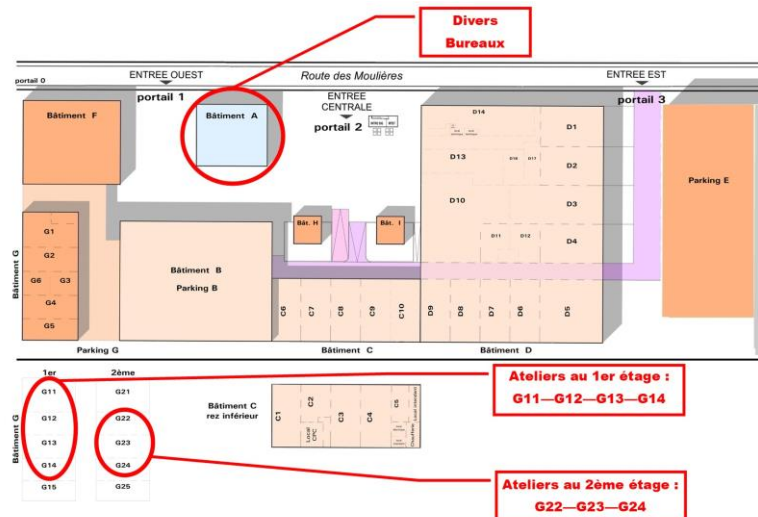 Divers
Bureaux
portail 0
ENTREE OUEST
Route des Moulières
ENTREE EST
portail 1
ENTREE
CENTRALE
portail 2
portail 3
Bâtiment F
Bâtiment A
D14
D1
D13
D16
D17
D2
Parking E
D10
D3
Bât. H
Bât. I
G1
G2
G6
G3
G4
G5
Bâtiment G
Bâtiment B
Parking B
D11
D12
D4
C6
C7
C8
C9
C10
D9
D8
D7
D6
D5
Parking G
Bâtiment C
Bâtiment D
1er
2ème
G11
G21
G12
G22
G13
G23
G14
G24
G15
G25
Bâtiment G
Bâtiment C
rez inférieur
C1
C2
Local
CPC
C3
C4
C5
Chaufferie
Ateliers au 1er étage :
G11—G12—G13—G14
Ateliers au 2ème étage :
G22—G23—G24